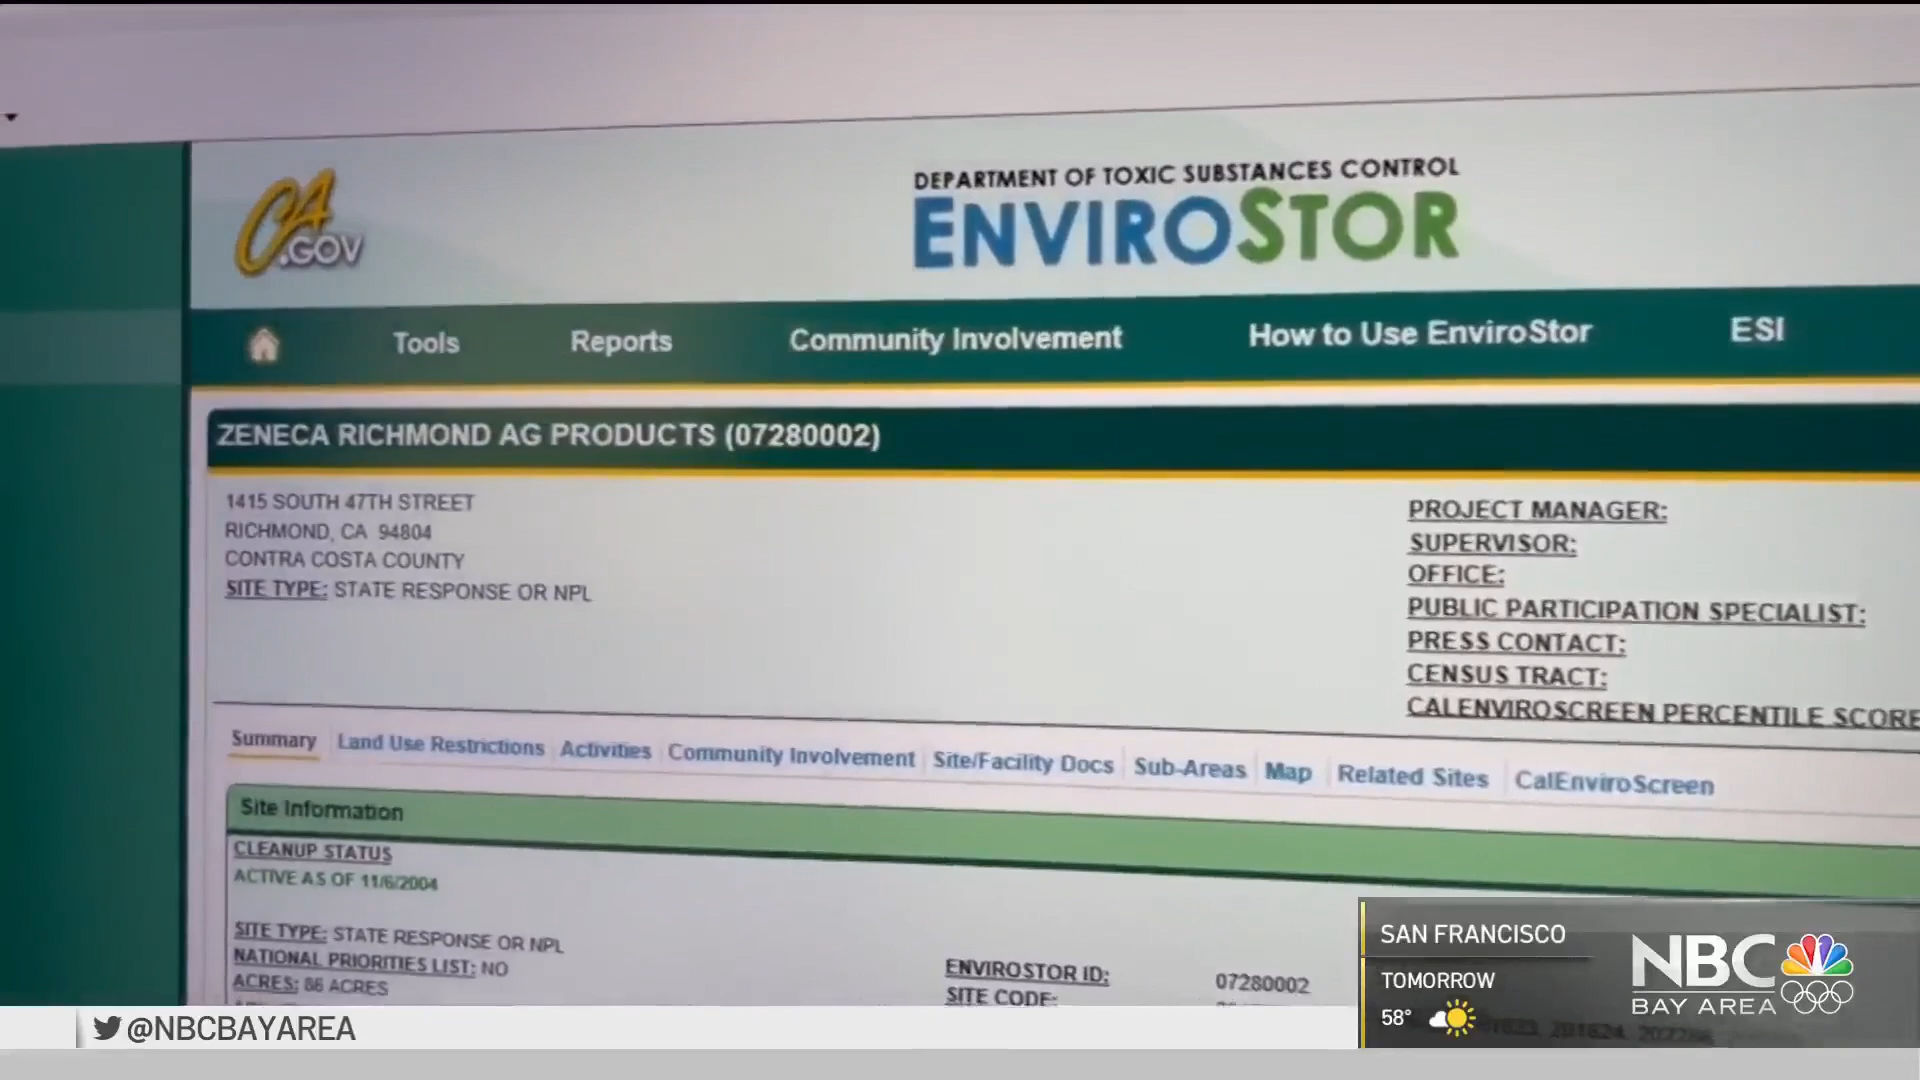 CA.GOV
DEPARTMENT OF TOXIC SUBSTANCES CONTROL
ENVIROSTOR
Tools Reports Community Involvement How to Use EnviroStor ESI
ZENECA RICHMOND AG PRODUCTS (07280002)
1415 SOUTH 47TH STREET
RICHMOND, CA 94804
CONTRA COSTA COUNTY
SITE TYPE: STATE RESPONSE OR NPL
PROJECT MANAGER:
SUPERVISOR:
OFFICE:
PUBLIC PARTICIPATION SPECIALIST:
PRESS CONTACT:
CENSUS TRACT:
CALENVIROSCREEN PERCENTILE SCORE
Summary Land Use Restrictions Activities Community Involvement Site/Facility Docs Sub-Areas Map Related Sites CalEnviroScreen
Site Information
CLEANUP STATUS
ACTIVE AS OF 11/6/2004
SITE TYPE: STATE RESPONSE OR NPL
NATIONAL PRIORITIES LIST: NO
ACRES: 86 ACRES
ENVIROSTOR ID: 07280002
SITE CODE:
SAN FRANCISCO
TOMORROW
58°
NBC
BAY AREA
@NBCBAYAREA